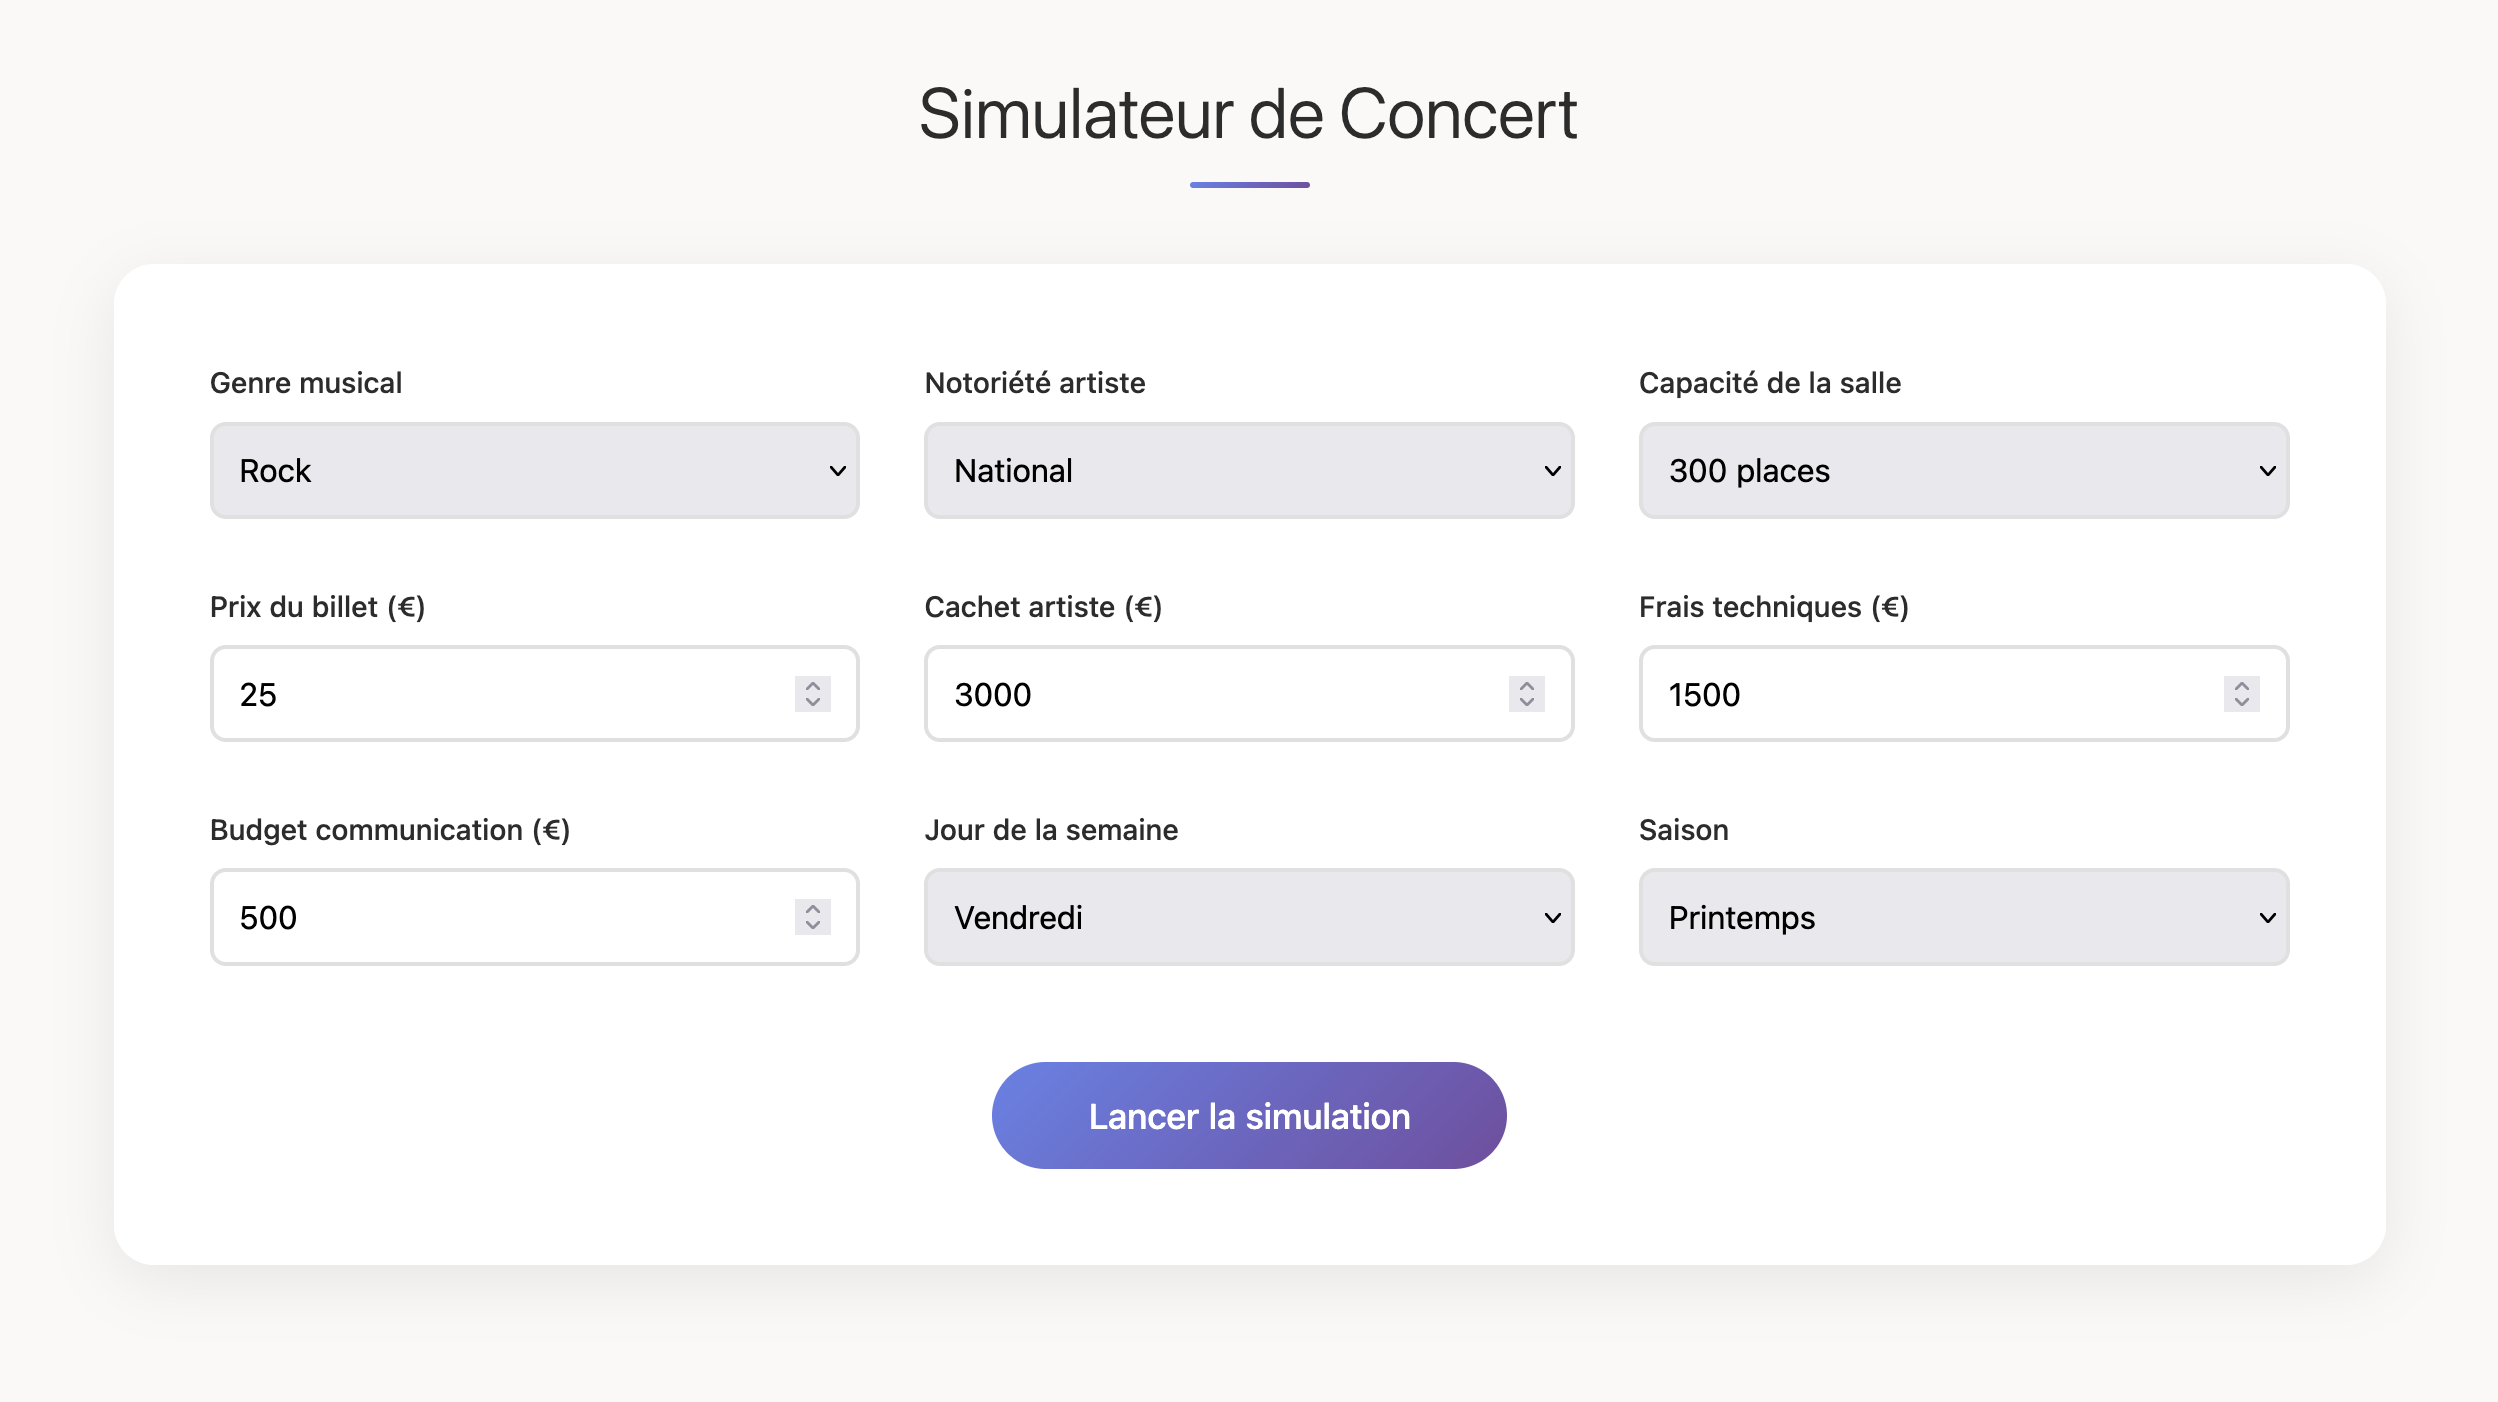 Simulateur de Concert
Genre musical
Notoriété artiste
Capacité de la salle
Rock
National
300 places
Prix du billet (€)
Cachet artiste (€)
Frais techniques (€)
25
3000
1500
Budget communication (€)
Jour de la semaine
Saison
500
Vendredi
Printemps
Lancer la simulation